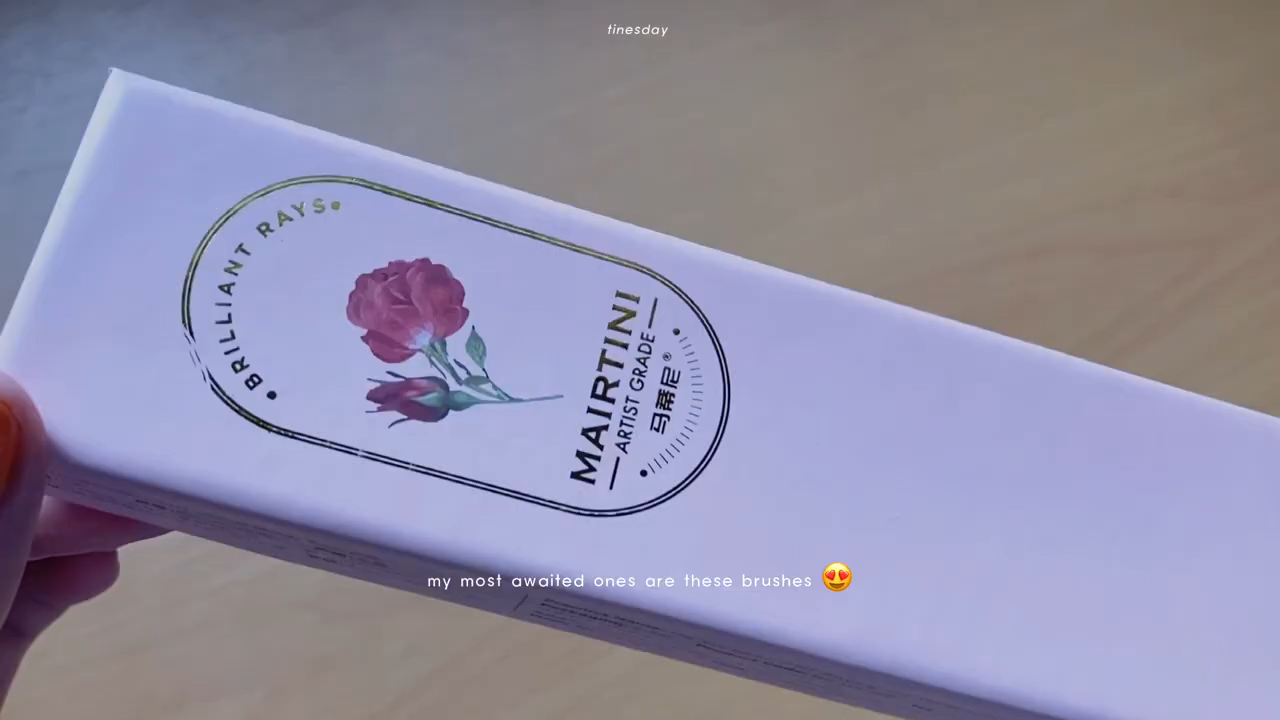 tinesday
•BRILLIANT RAYS•
MAIRTINI
ARTIST GRADE
马蒂尼®
my most awaited ones are these brushes 😍